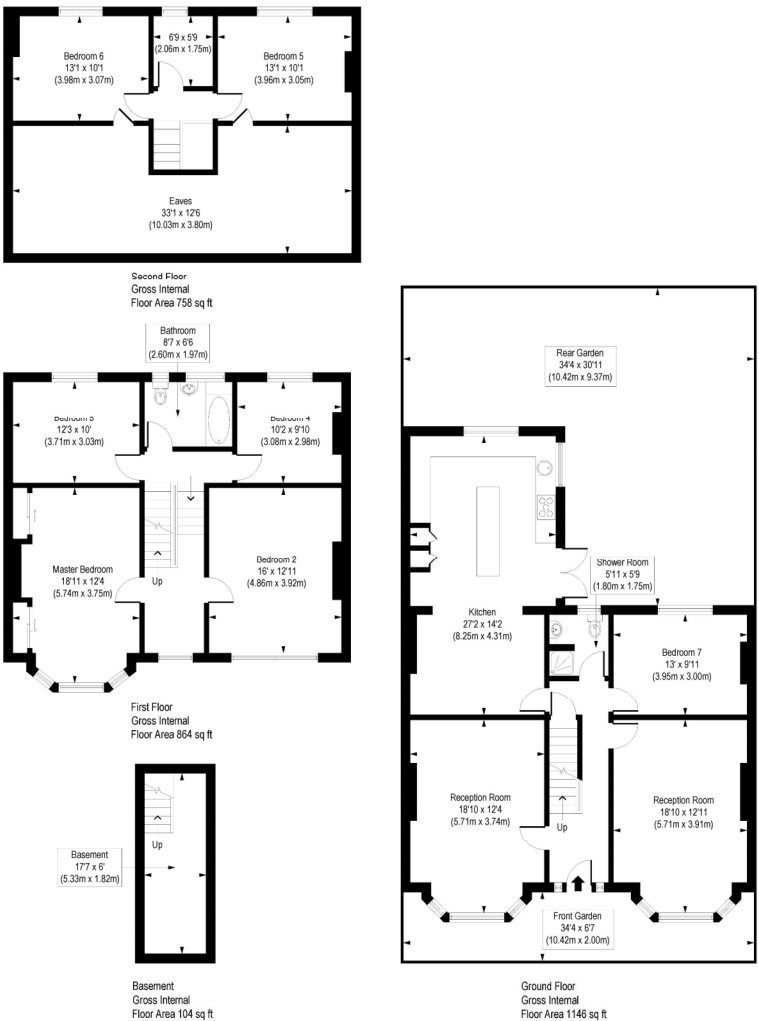 6'9 x 5'9
(2.06m x 1.75m)
Bedroom 6
13'1 x 10'1
(3.98m x 3.07m)
Bedroom 5
13'1 x 10'1
(3.96m x 3.05m)
Eaves
33'1 x 12'6
(10.03m x 3.80m)
Second Floor
Gross Internal
Floor Area 758 sq ft
Bathroom
8'7 x 6'6
(2.60m x 1.97m)
Bedroom 3
12'3 x 10'
(3.71m x 3.03m)
Bedroom 4
10'2 x 9'10
(3.08m x 2.98m)
Master Bedroom
18'11 x 12'4
(5.74m x 3.75m)
Up
Bedroom 2
16' x 12'11
(4.86m x 3.92m)
First Floor
Gross Internal
Floor Area 864 sq ft
Up
Basement
17'7 x 6'
(5.33m x 1.82m)
Basement
Gross Internal
Floor Area 104 sq ft
Rear Garden
34'4 x 30'11
(10.42m x 9.37m)
Shower Room
5'11 x 5'9
(1.80m x 1.75m)
Kitchen
27'2 x 14'2
(8.25m x 4.31m)
Bedroom 7
13' x 9'11
(3.95m x 3.00m)
Reception Room
18'10 x 12'4
(5.71m x 3.74m)
Up
Reception Room
18'10 x 12'11
(5.71m x 3.91m)
Front Garden
34'4 x 6'7
(10.42m x 2.00m)
Ground Floor
Gross Internal
Floor Area 1146 sq ft